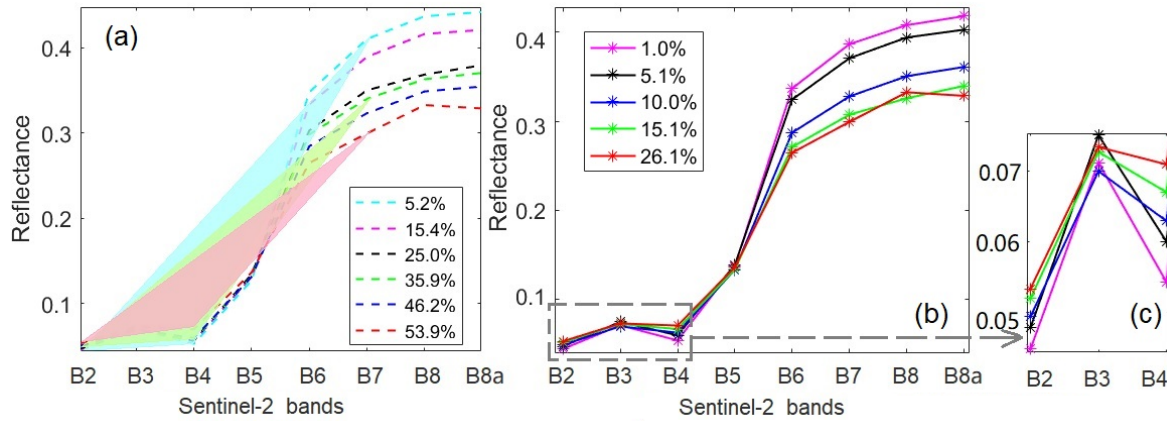 (a)
Reflectance
0.4
0.3
0.2
0.1
5.2%
15.4%
25.0%
35.9%
46.2%
53.9%
B2 B3 B4 B5 B6 B7 B8 B8a
Sentinel-2 bands
(b)
Reflectance
0.4
0.3
0.2
0.1
1.0%
5.1%
10.0%
15.1%
26.1%
B2 B3 B4 B5 B6 B7 B8 B8a
Sentinel-2 bands
(c)
0.07
0.06
0.05
B2 B3 B4